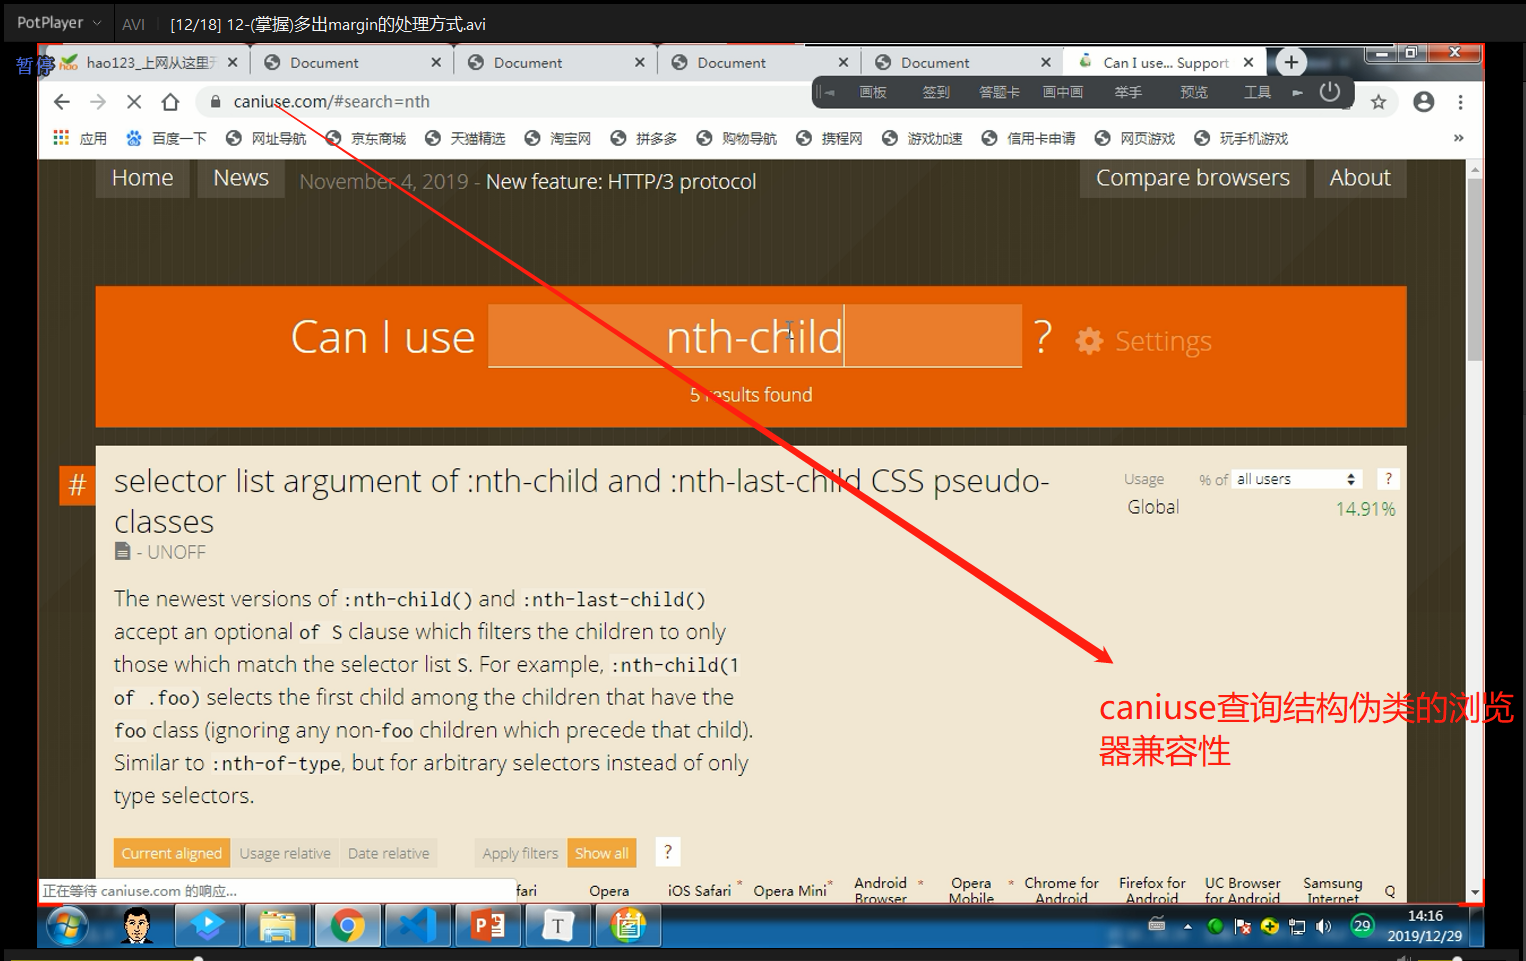 PotPlayer AVI [12/18] 12-(掌握)多出margin的处理方式.avi
暂停
hao123_上网从这里开 Document Document Document Document Can I use... Support
画板 签到 答题卡 画中画 举手 预览 工具
caniuse.com/#search=nth
应用 百度一下 网址导航 京东商城 天猫精选 淘宝网 拼多多 购物导航 携程网 游戏加速 信用卡申请 网页游戏 玩手机游戏 »
Home News November 4, 2019 - New feature: HTTP/3 protocol Compare browsers About
Can I use nth-child ? Settings
5 results found
# selector list argument of :nth-child and :nth-last-child CSS pseudo-
classes
- UNOFF
Usage % of all users ?
Global 14.91%
The newest versions of :nth-child() and :nth-last-child()
accept an optional of S clause which filters the children to only
those which match the selector list S. For example, :nth-child(1
of .foo) selects the first child among the children that have the
foo class (ignoring any non-foo children which precede that child).
Similar to :nth-of-type, but for arbitrary selectors instead of only
type selectors.
caniuse查询结构伪类的浏览
器兼容性
Current aligned Usage relative Date relative Apply filters Show all ?
正在等待 caniuse.com 的响应...
fari Opera iOS Safari * Opera Mini * Android Browser * Opera Mobile * Chrome for Android Firefox for Android UC Browser for Android Samsung Internet Q
29
14:16
2019/12/29